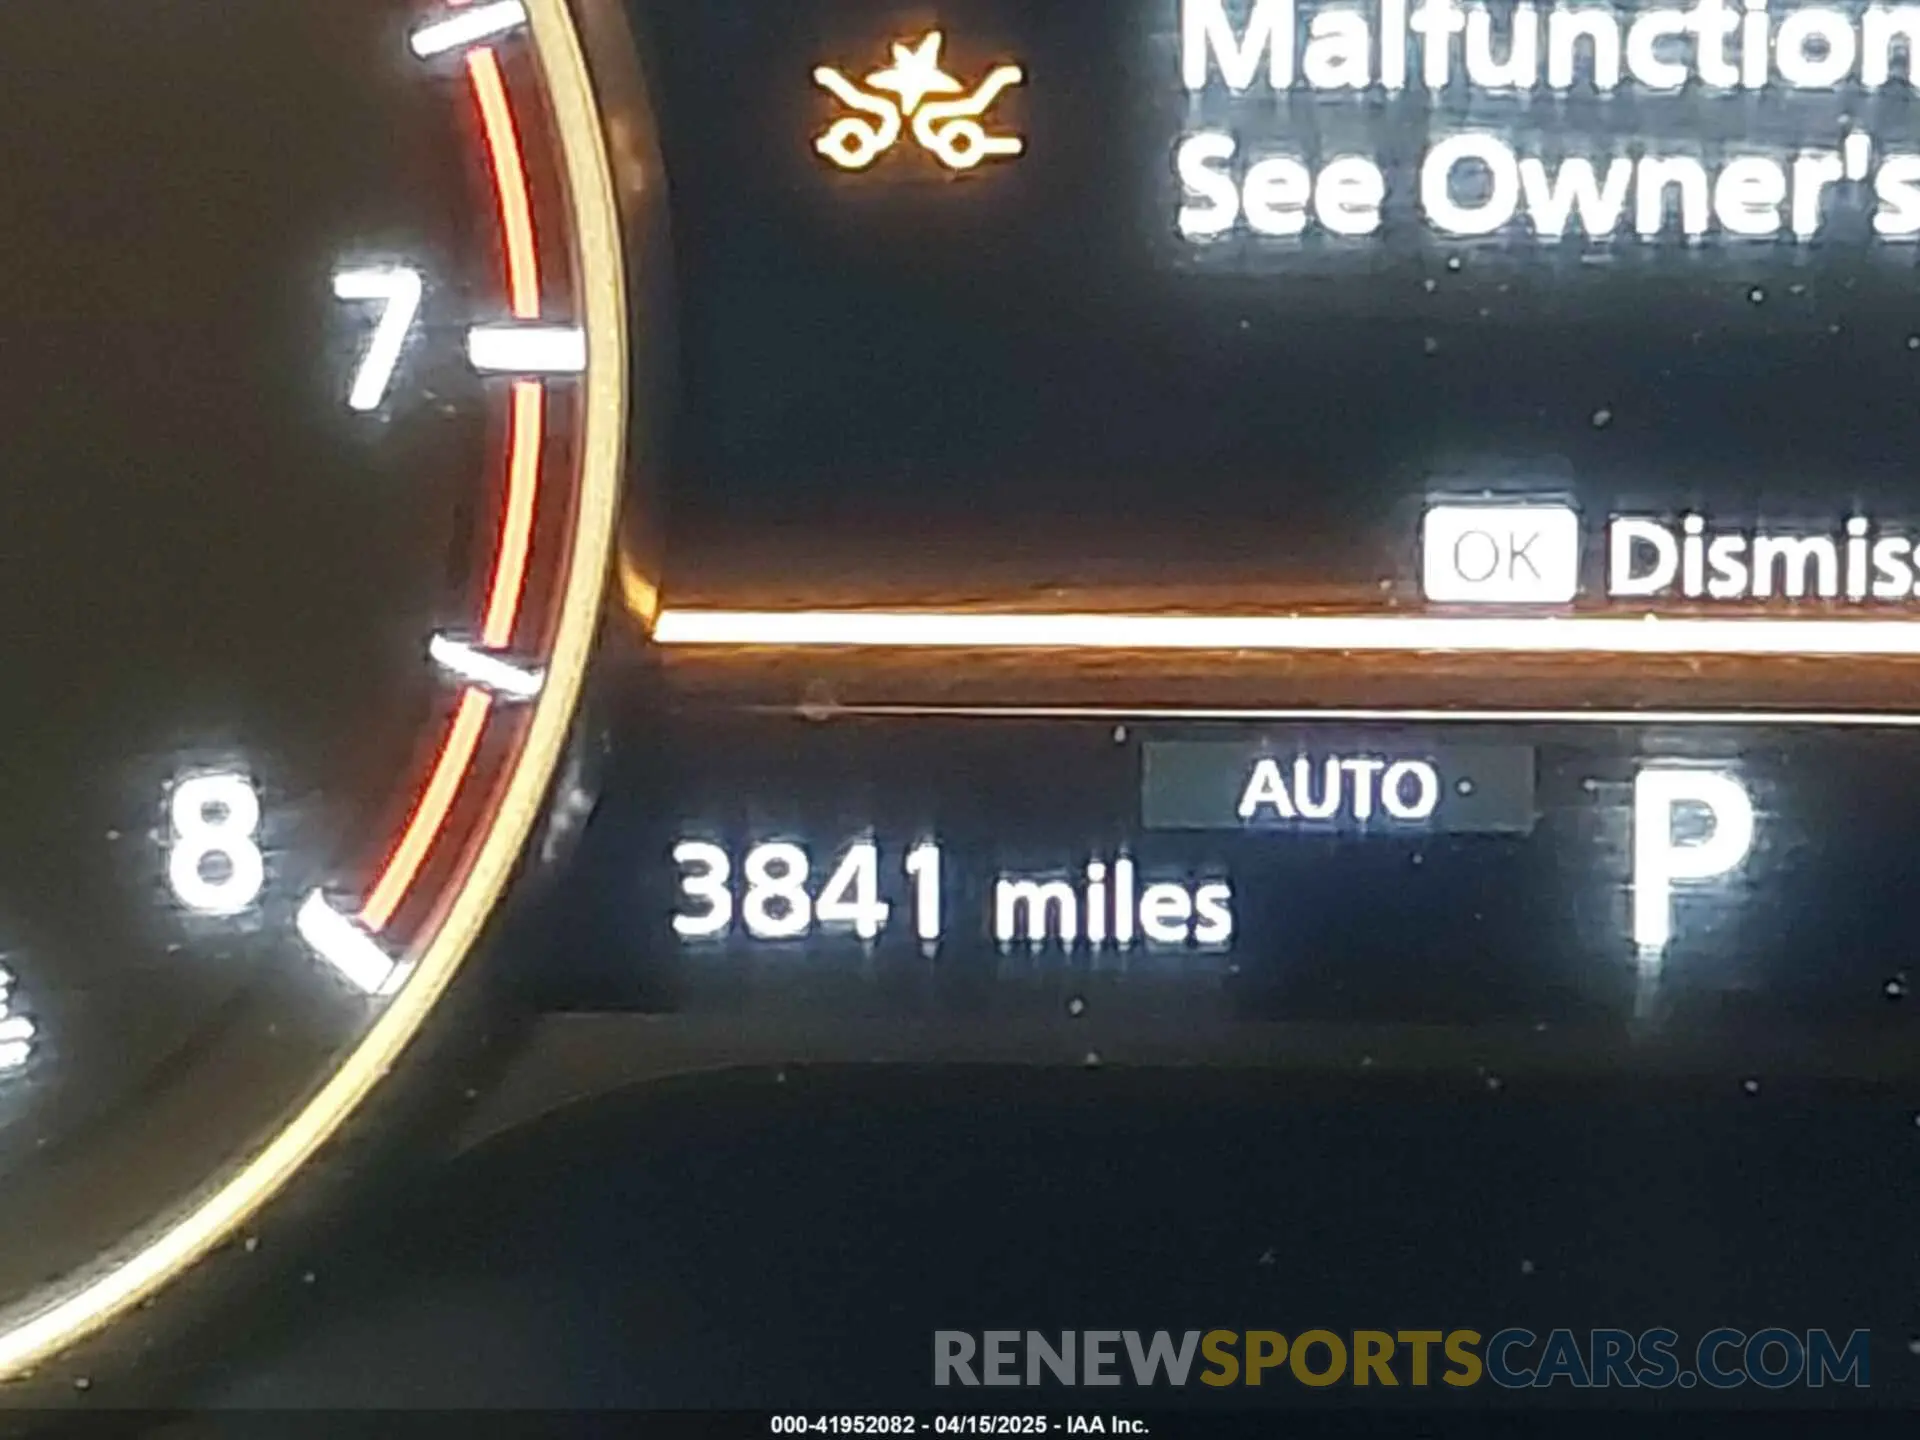 Malfunction
See Owner's
7
OK Dismiss
AUTO
P
8
3841 miles
RENEWSPORTSCARS.COM
000-41952082 - 04/15/2025 - IAA Inc.